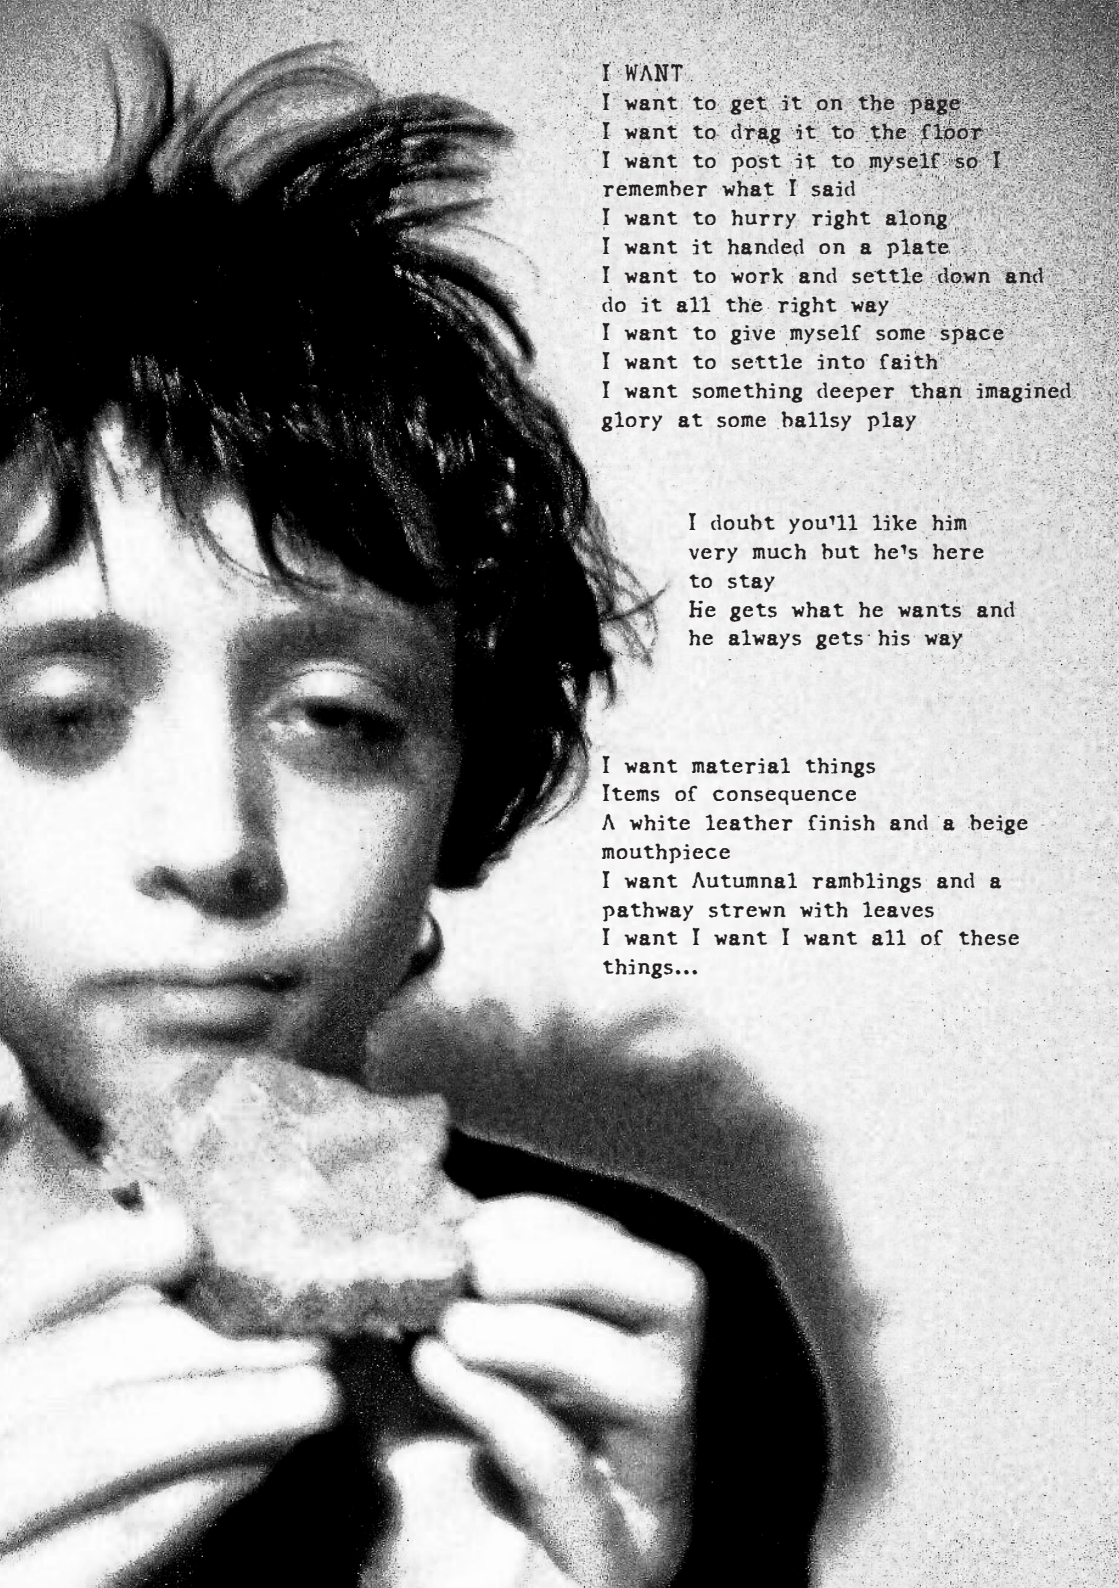 I WANT
I want to get it on the page
I want to drag it to the floor
I want to post it to myself so I
remember what I said
I want to hurry right along
I want it handed on a plate
I want to work and settle down and
do it all the right way
I want to give myself some space
I want to settle into faith
I want something deeper than imagined
glory at some ballsy play
I doubt you'll like him
very much but he's here
to stay
He gets what he wants and
he always gets his way
I want material things
Items of consequence
A white leather finish and a beige
mouthpiece
I want Autumnal ramblings and a
pathway strewn with leaves
I want I want I want all of these
things...